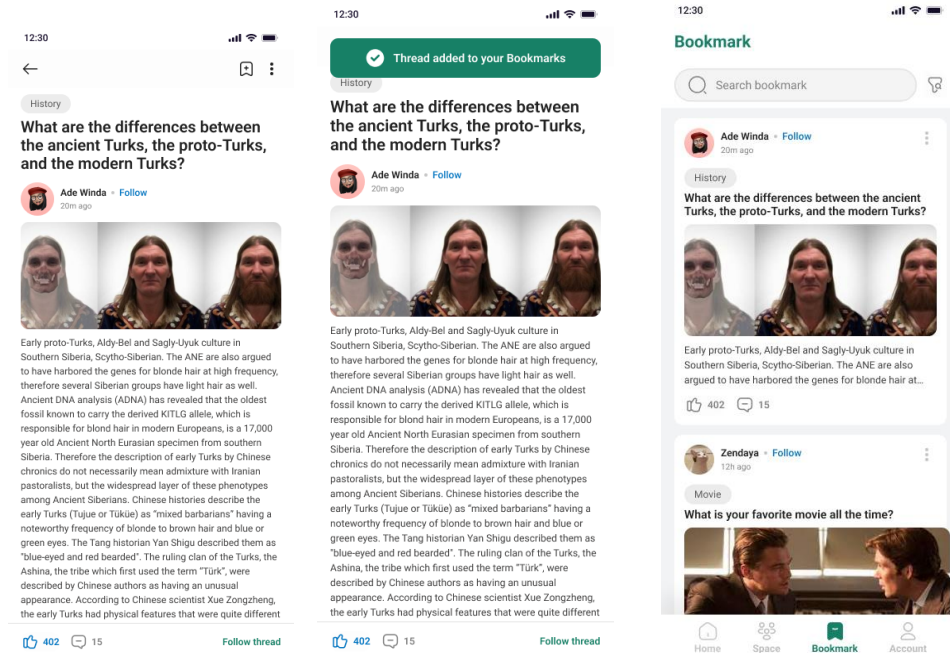 12:30
History
What are the differences between
the ancient Turks, the proto-Turks,
and the modern Turks?
Ade Winda • Follow
20m ago
Early proto-Turks, Aldy-Bel and Sagly-Uyuk culture in
Southern Siberia, Scytho-Siberian. The ANE are also argued
to have harbored the genes for blonde hair at high frequency,
therefore several Siberian groups have light hair as well.
Ancient DNA analysis (ADNA) has revealed that the oldest
fossil known to carry the derived KITLG allele, which is
responsible for blond hair in modern Europeans, is a 17,000
year old Ancient North Eurasian specimen from southern
Siberia. Therefore the description of early Turks by Chinese
chronics do not necessarily mean admixture with Iranian
pastoralists, but the widespread layer of these phenotypes
among Ancient Siberians. Chinese histories describe the
early Turks (Tujue or Tüküe) as “mixed barbarians” having a
noteworthy frequency of blonde to brown hair and blue or
green eyes. The Tang historian Yan Shigu described them as
"blue-eyed and red bearded". The ruling clan of the Turks, the
Ashina, the tribe which first used the term “Türk”, were
described by Chinese authors as having an unusual
appearance. According to Chinese scientist Xue Zongzheng,
the early Turks had physical features that were quite different
402 15 Follow thread
12:30
Thread added to your Bookmarks
History
What are the differences between
the ancient Turks, the proto-Turks,
and the modern Turks?
Ade Winda • Follow
20m ago
Early proto-Turks, Aldy-Bel and Sagly-Uyuk culture in
Southern Siberia, Scytho-Siberian. The ANE are also argued
to have harbored the genes for blonde hair at high frequency,
therefore several Siberian groups have light hair as well.
Ancient DNA analysis (ADNA) has revealed that the oldest
fossil known to carry the derived KITLG allele, which is
responsible for blond hair in modern Europeans, is a 17,000
year old Ancient North Eurasian specimen from southern
Siberia. Therefore the description of early Turks by Chinese
chronics do not necessarily mean admixture with Iranian
pastoralists, but the widespread layer of these phenotypes
among Ancient Siberians. Chinese histories describe the
early Turks (Tujue or Tüküe) as “mixed barbarians” having a
noteworthy frequency of blonde to brown hair and blue or
green eyes. The Tang historian Yan Shigu described them as
"blue-eyed and red bearded". The ruling clan of the Turks, the
Ashina, the tribe which first used the term “Türk”, were
described by Chinese authors as having an unusual
appearance. According to Chinese scientist Xue Zongzheng,
the early Turks had physical features that were quite different
402 15 Follow thread
12:30
Bookmark
Search bookmark
Ade Winda • Follow
20m ago
History
What are the differences between the ancient
Turks, the proto-Turks, and the modern Turks?
Early proto-Turks, Aldy-Bel and Sagly-Uyuk culture in
Southern Siberia, Scytho-Siberian. The ANE are also
argued to have harbored the genes for blonde hair at...
402 15
Zendaya • Follow
12h ago
Movie
What is your favorite movie all the time?
Home Space Bookmark Account